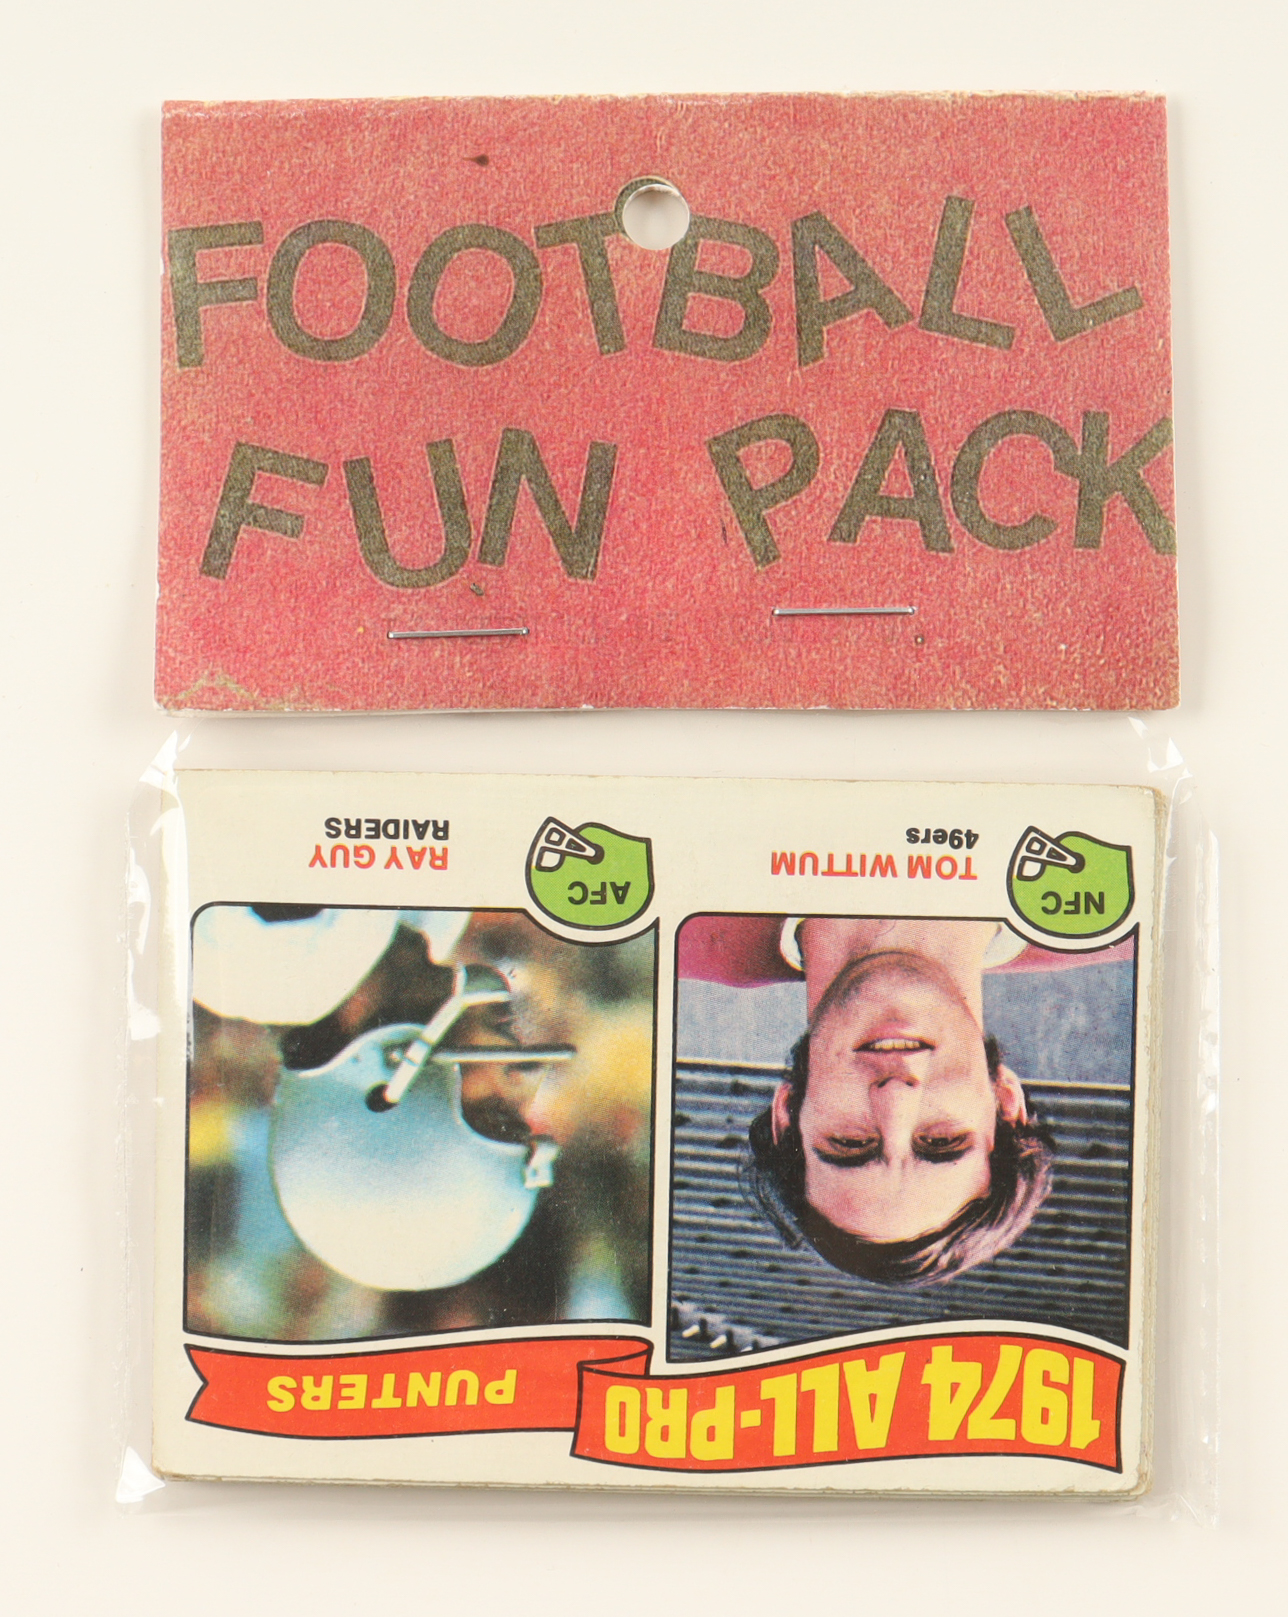 FOOTBALL
FUN PACK
1974 ALL-PRO PUNTERS
NFC
TOM WITTUM
49ers
AFC
RAY GUY
RAIDERS